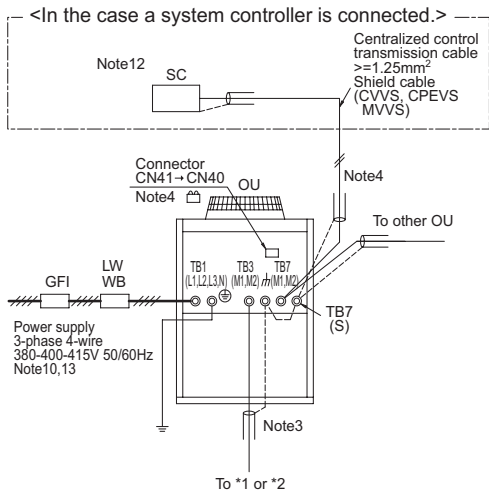 <In the case a system controller is connected.>
Centralized control
transmission cable
>=1.25mm²
Shield cable
(CVVS, CPEVS
MVVS)
Note12
SC
Connector
CN41→CN40
Note4
OU
Note4
To other OU
GFI
LW
WB
TB1
(L1,L2,L3,N)
TB3
(M1,M2)
TB7
(M1,M2)
TB7
(S)
Power supply
3-phase 4-wire
380-400-415V 50/60Hz
Note10,13
Note3
To *1 or *2